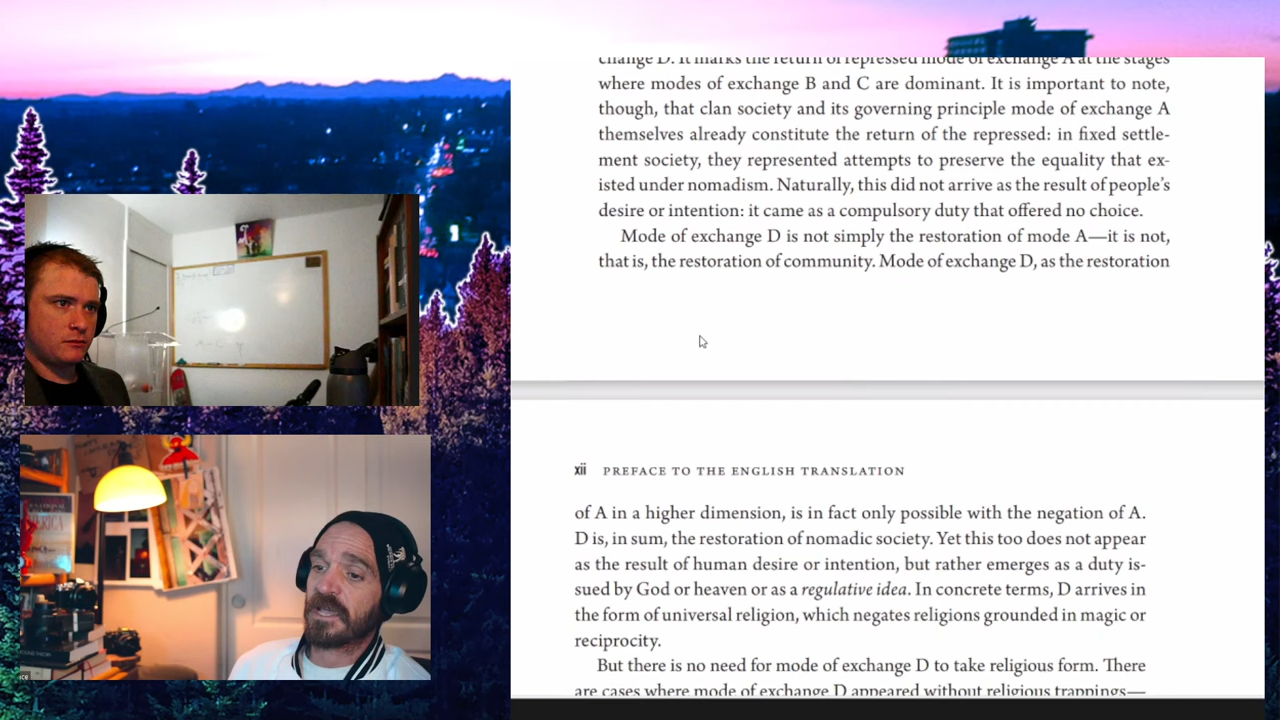 change D. It marks the return of repressed mode of exchange A at the stages
where modes of exchange B and C are dominant. It is important to note,
though, that clan society and its governing principle mode of exchange A
themselves already constitute the return of the repressed: in fixed settle-
ment society, they represented attempts to preserve the equality that ex-
isted under nomadism. Naturally, this did not arrive as the result of people's
desire or intention: it came as a compulsory duty that offered no choice.
Mode of exchange D is not simply the restoration of mode A—it is not,
that is, the restoration of community. Mode of exchange D, as the restoration
xii PREFACE TO THE ENGLISH TRANSLATION
of A in a higher dimension, is in fact only possible with the negation of A.
D is, in sum, the restoration of nomadic society. Yet this too does not appear
as the result of human desire or intention, but rather emerges as a duty is-
sued by God or heaven or as a regulative idea. In concrete terms, D arrives in
the form of universal religion, which negates religions grounded in magic or
reciprocity.
But there is no need for mode of exchange D to take religious form. There
are cases where mode of exchange D appeared without religious trappings—